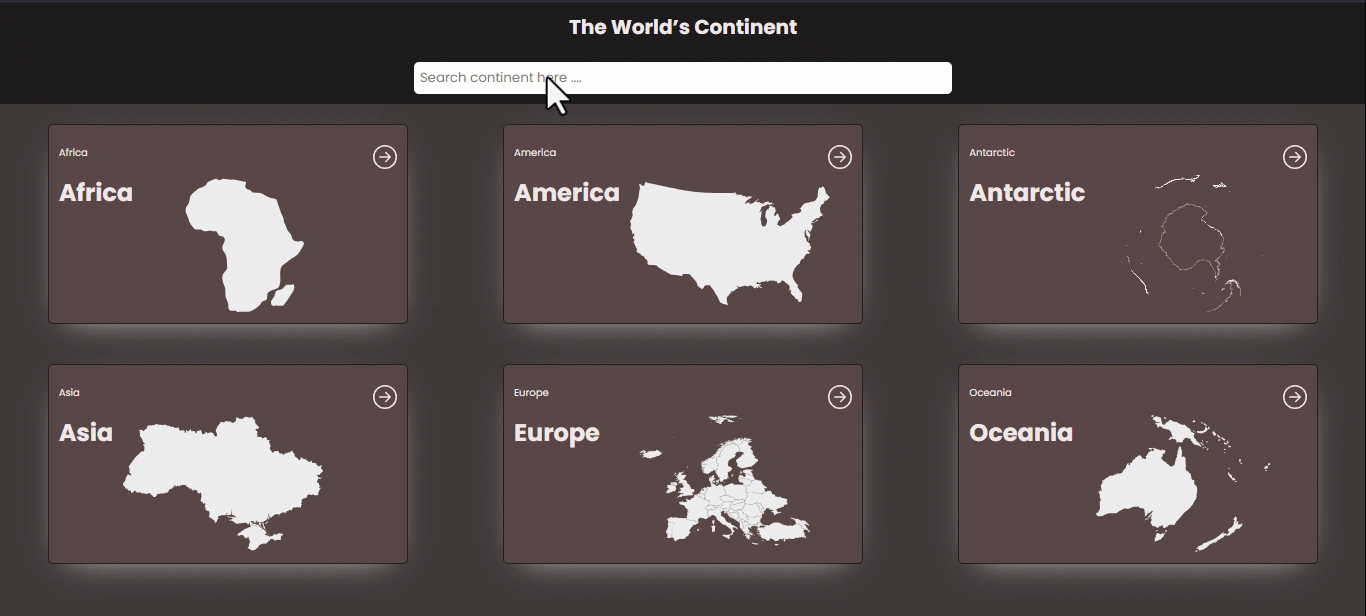 The World’s Continent
Search continent here ....
Africa
Africa
America
America
Antarctic
Antarctic
Asia
Asia
Europe
Europe
Oceania
Oceania